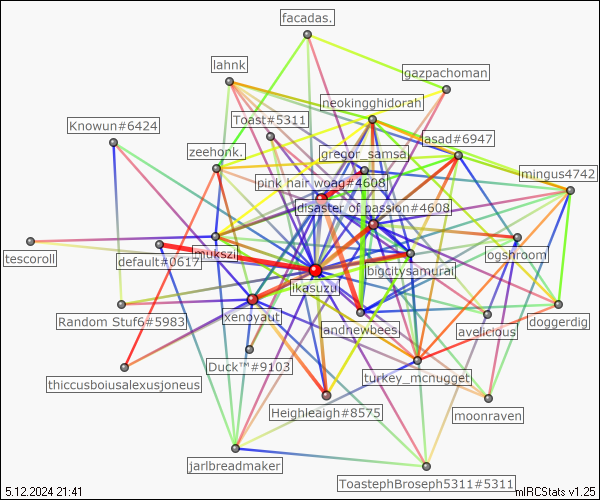 facadas.
lahnk
gazpachoman
neokingghidorah
Toast#5311
Knowun#6424
lasad#6947
zeehonk.
gregor_samsa
mingus4742
pink hair woag#4608
disaster of passion#4608
tescoroll
mukszi
ogshroom
default#0617
bigcitysamurai
ikasuzu
doggerdig
Random Stuf6#5983
xenoyaut
andnewbees
avelicious
Duck™#9103
turkey_mcnugget
thiccusboiusalexusjoneus
Heighleaigh#8575
moonraven
jarlbreadmaker
ToastephBroseph5311#5311
5.12.2024 21:41
mIRCStats v1.25